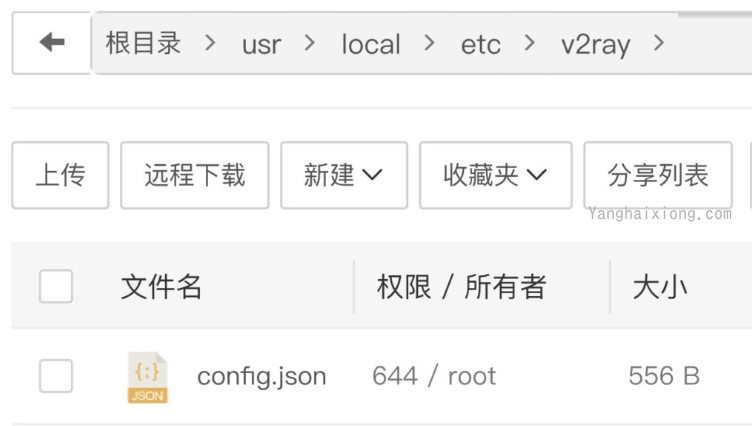 根目录 > usr > local > etc > v2ray >
上传 远程下载 新建 收藏夹 分享列表
Yanghaixiong.com
文件名 权限 / 所有者 大小
{:} JSON config.json 644 / root 556 B